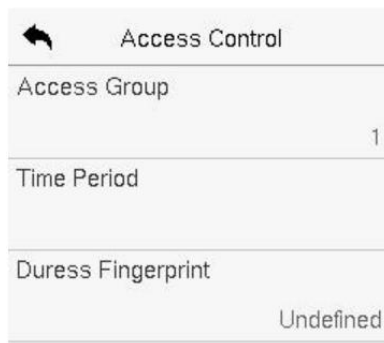 Access Control
Access Group
1
Time Period
Duress Fingerprint
Undefined